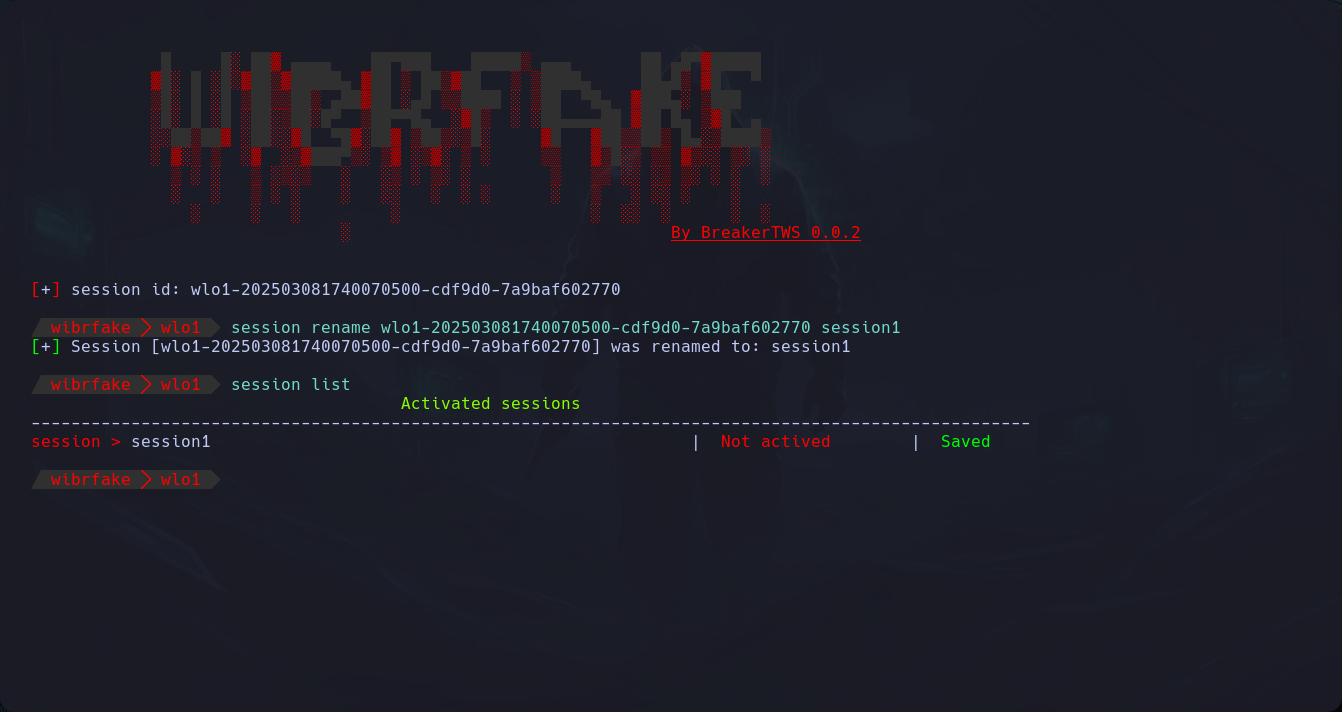 WIBRFAKE
By BreakerTWS 0.0.2
[+] session id: wlo1-202503081740070500-cdf9d0-7a9baf602770
wibrfake > wlo1 session rename wlo1-202503081740070500-cdf9d0-7a9baf602770 session1
[+] Session [wlo1-202503081740070500-cdf9d0-7a9baf602770] was renamed to: session1
wibrfake > wlo1 session list
Activated sessions
----------------------------------------------------------------------------------------------------
session > session1 | Not actived | Saved
wibrfake > wlo1